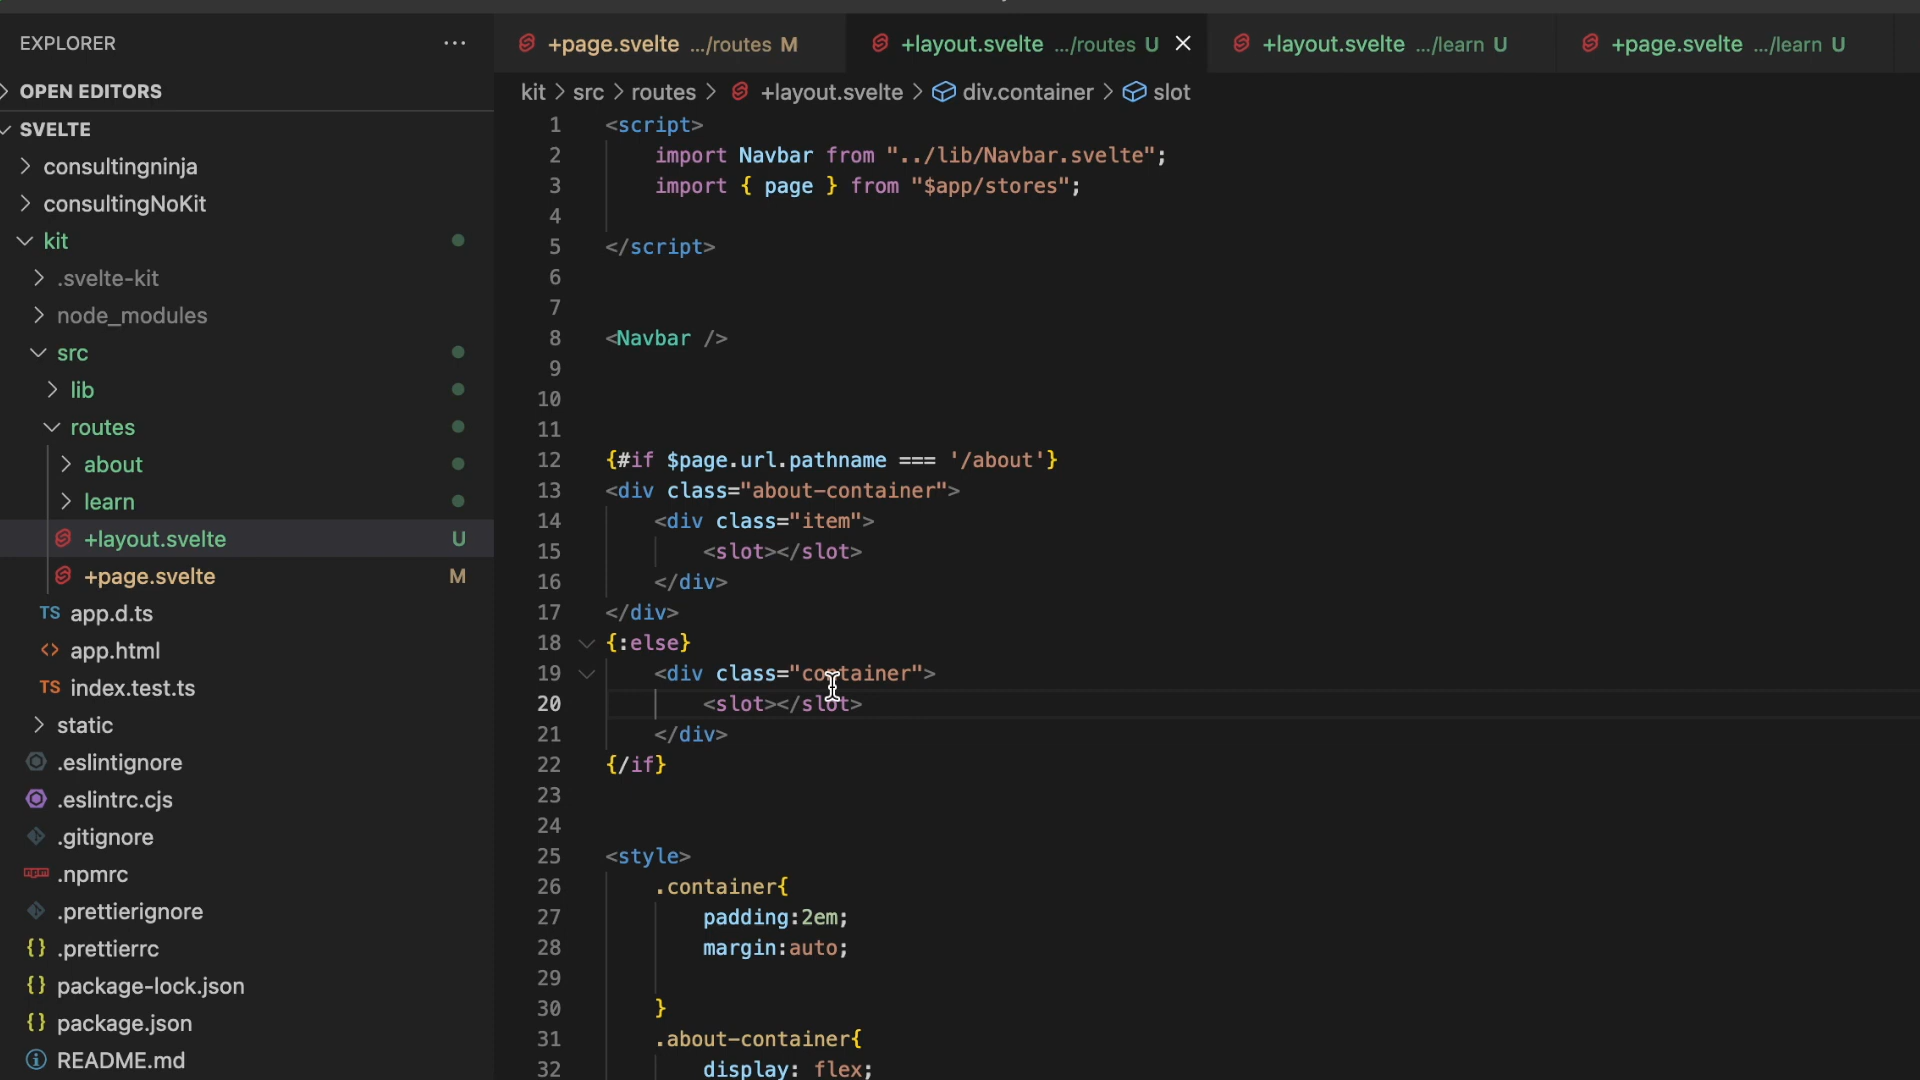 EXPLORER
OPEN EDITORS
SVELTE
consultingninja
consultingNoKit
kit
.svelte-kit
node_modules
src
lib
routes
about
learn
+layout.svelte U
+page.svelte M
TS app.d.ts
app.html
TS index.test.ts
static
.eslintignore
.eslintrc.cjs
.gitignore
.npmrc
.prettierignore
.prettierrc
package-lock.json
package.json
README.md
+page.svelte .../routes M
+layout.svelte .../routes U
+layout.svelte .../learn U
+page.svelte .../learn U
kit > src > routes > +layout.svelte > div.container > slot
1 <script>
2 import Navbar from "../lib/Navbar.svelte";
3 import { page } from "$app/stores";
4
5 </script>
6
7
8 <Navbar />
9
10
11
12 {#if $page.url.pathname === '/about'}
13 <div class="about-container">
14 <div class="item">
15 <slot></slot>
16 </div>
17 </div>
18 {:else}
19 <div class="container">
20 <slot></slot>
21 </div>
22 {/if}
23
24
25 <style>
26 .container{
27 padding:2em;
28 margin:auto;
29
30 }
31 .about-container{
32 display: flex;